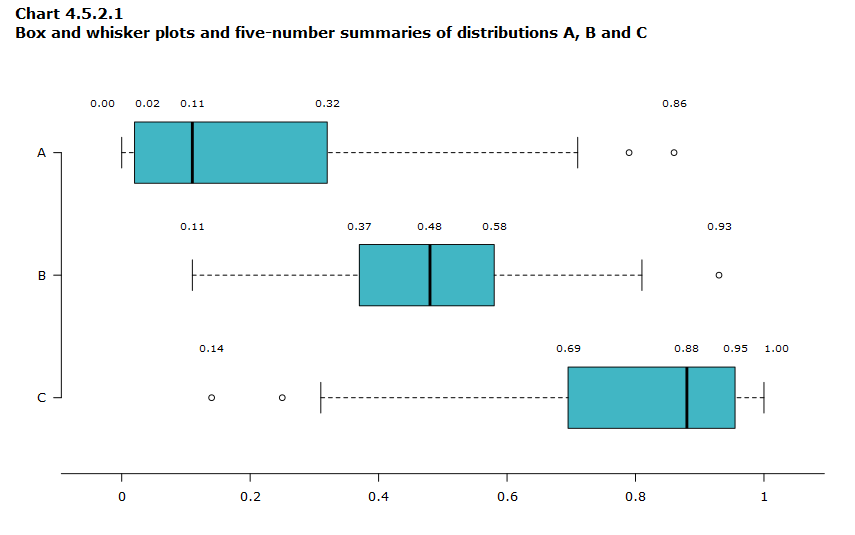 Chart 4.5.2.1
Box and whisker plots and five-number summaries of distributions A, B and C
0.00 0.02 0.11 0.32 0.86
A
0.11 0.37 0.48 0.58 0.93
B
0.14 0.69 0.88 0.95 1.00
C
0 0.2 0.4 0.6 0.8 1